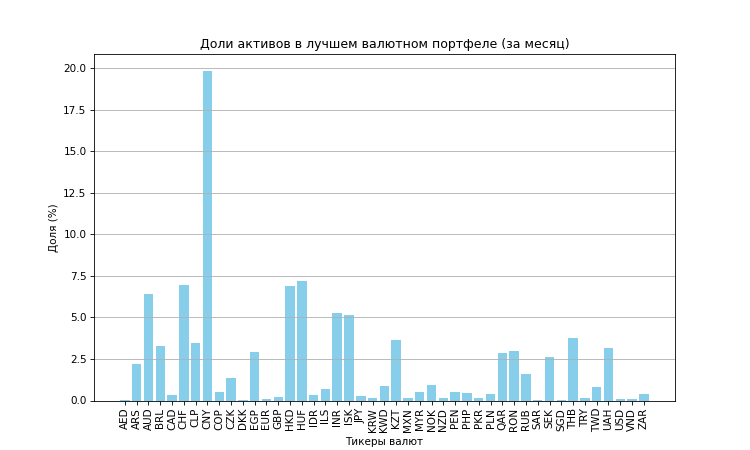 Доли активов в лучшем валютном портфеле (за месяц)
20.0
17.5
15.0
12.5
10.0
7.5
5.0
2.5
0.0
Доля (%)
AED ARS AUD BRL CAD CHF CLP CNY COP CZK DKK EGP EUR GBP HKD HUF IDR ILS INR ISK JPY KRW KWD KZT MXN MYR NOK NZD PEN PHP PKR PLN QAR RON RUB SAR SEK SGD THB TRY TWD UAH USD VND ZAR
Тикеры валют